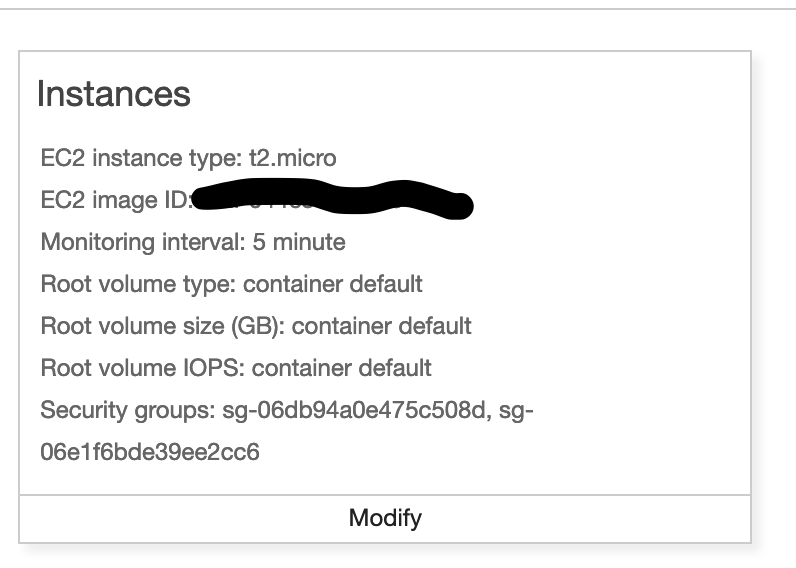 Instances
EC2 instance type: t2.micro
EC2 image ID:
Monitoring interval: 5 minute
Root volume type: container default
Root volume size (GB): container default
Root volume IOPS: container default
Security groups: sg-06db94a0e475c508d, sg-
06e1f6bde39ee2cc6
Modify